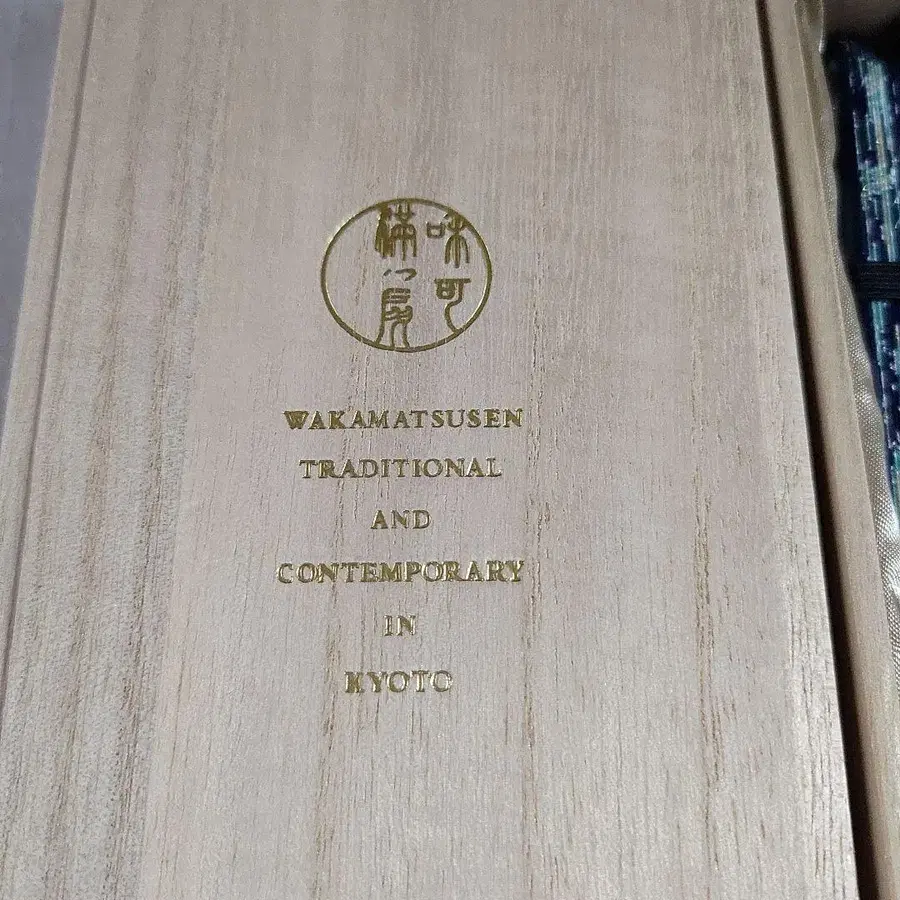 WAKAMATSUSEN
TRADITIONAL
AND
CONTEMPORARY
IN
KYOTO